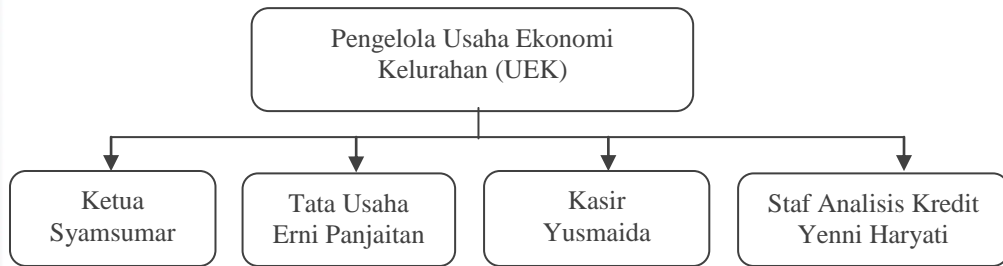 Pengelola Usaha Ekonomi
Kelurahan (UEK)
Ketua
Syamsumar
Tata Usaha
Erni Panjaitan
Kasir
Yusmaida
Staf Analisis Kredit
Yenni Haryati